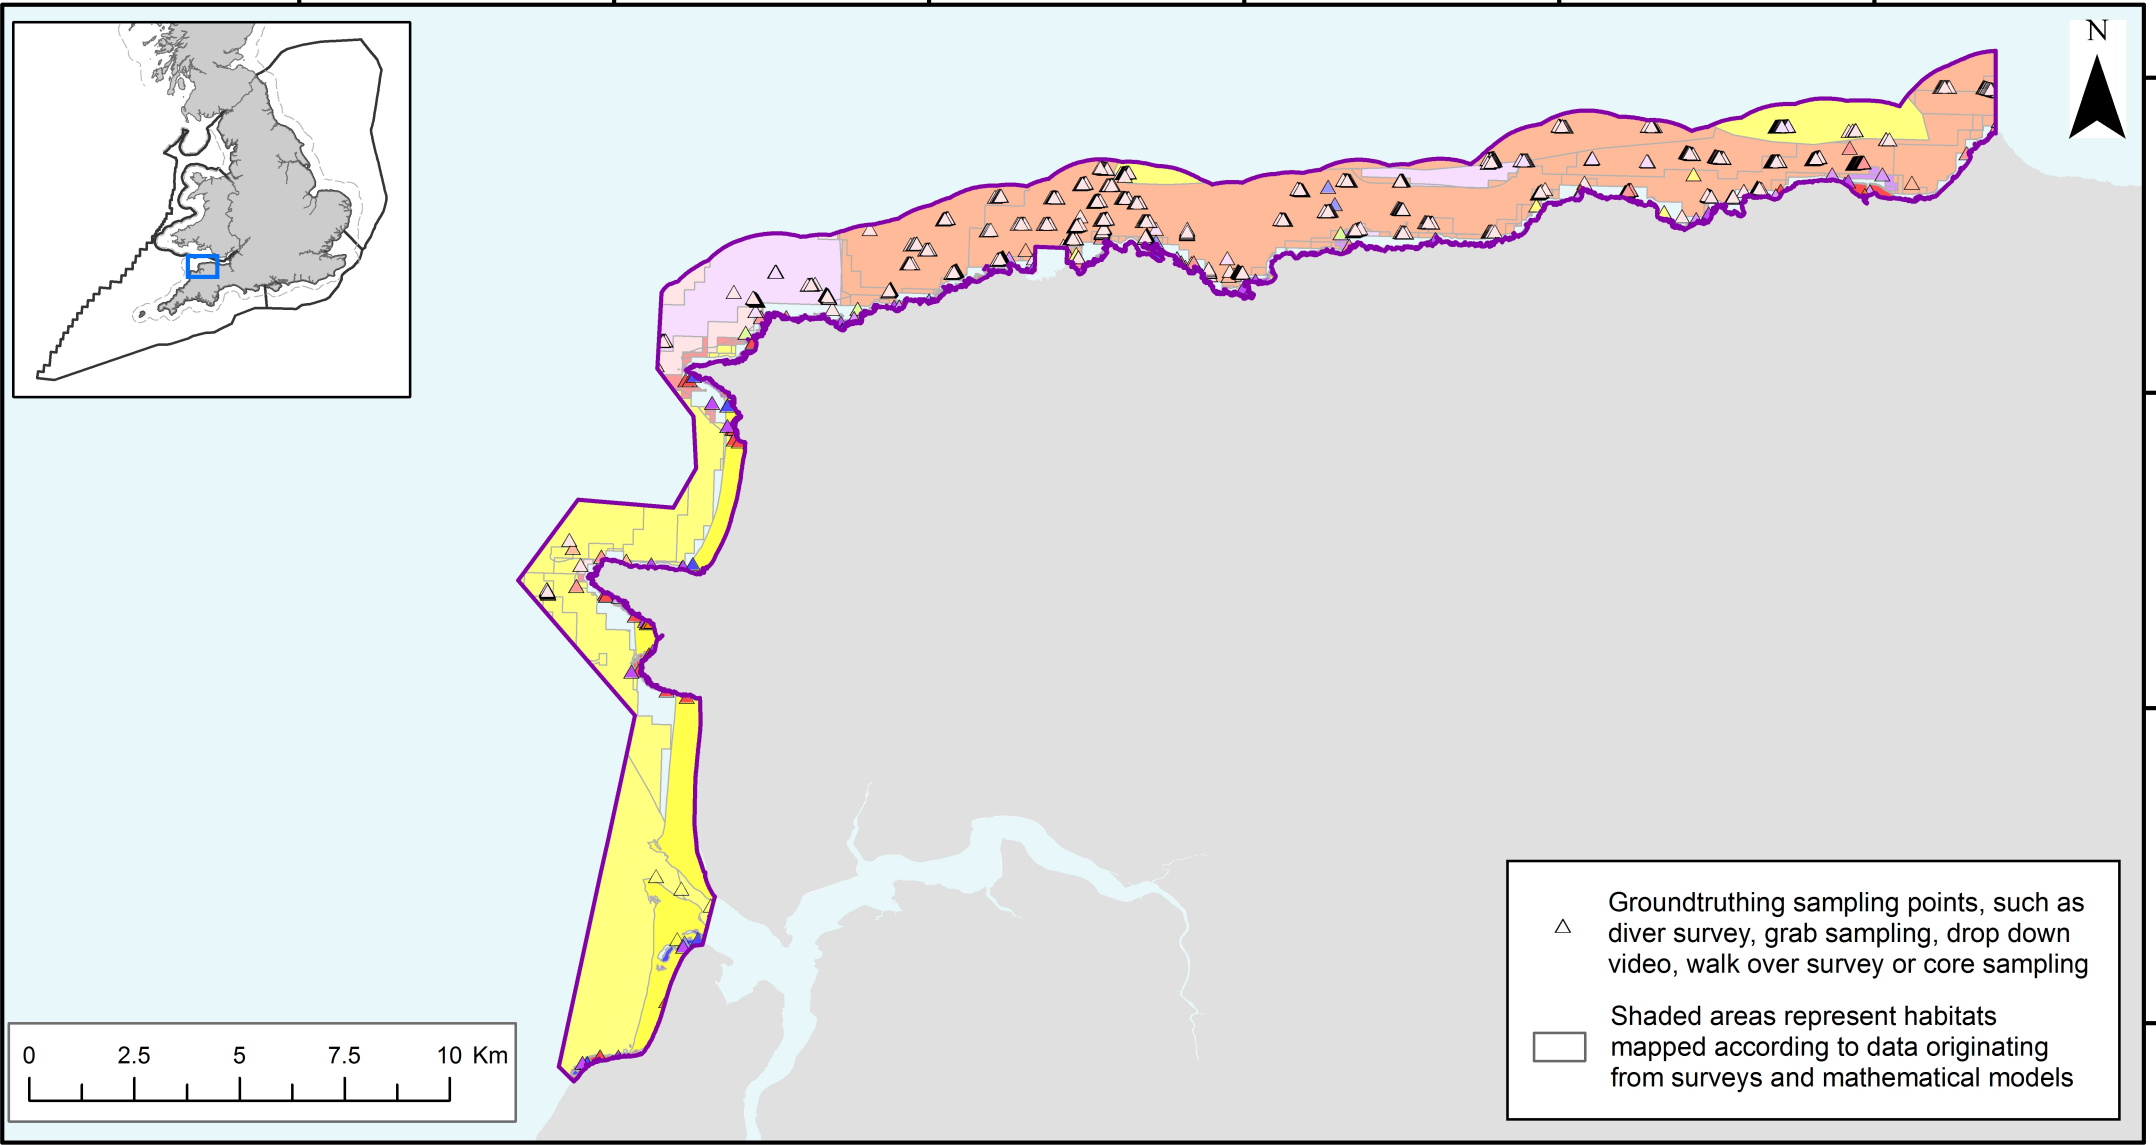 N
Groundtruthing sampling points, such as
diver survey, grab sampling, drop down
video, walk over survey or core sampling
Shaded areas represent habitats
mapped according to data originating
from surveys and mathematical models
0 2.5 5 7.5 10 Km